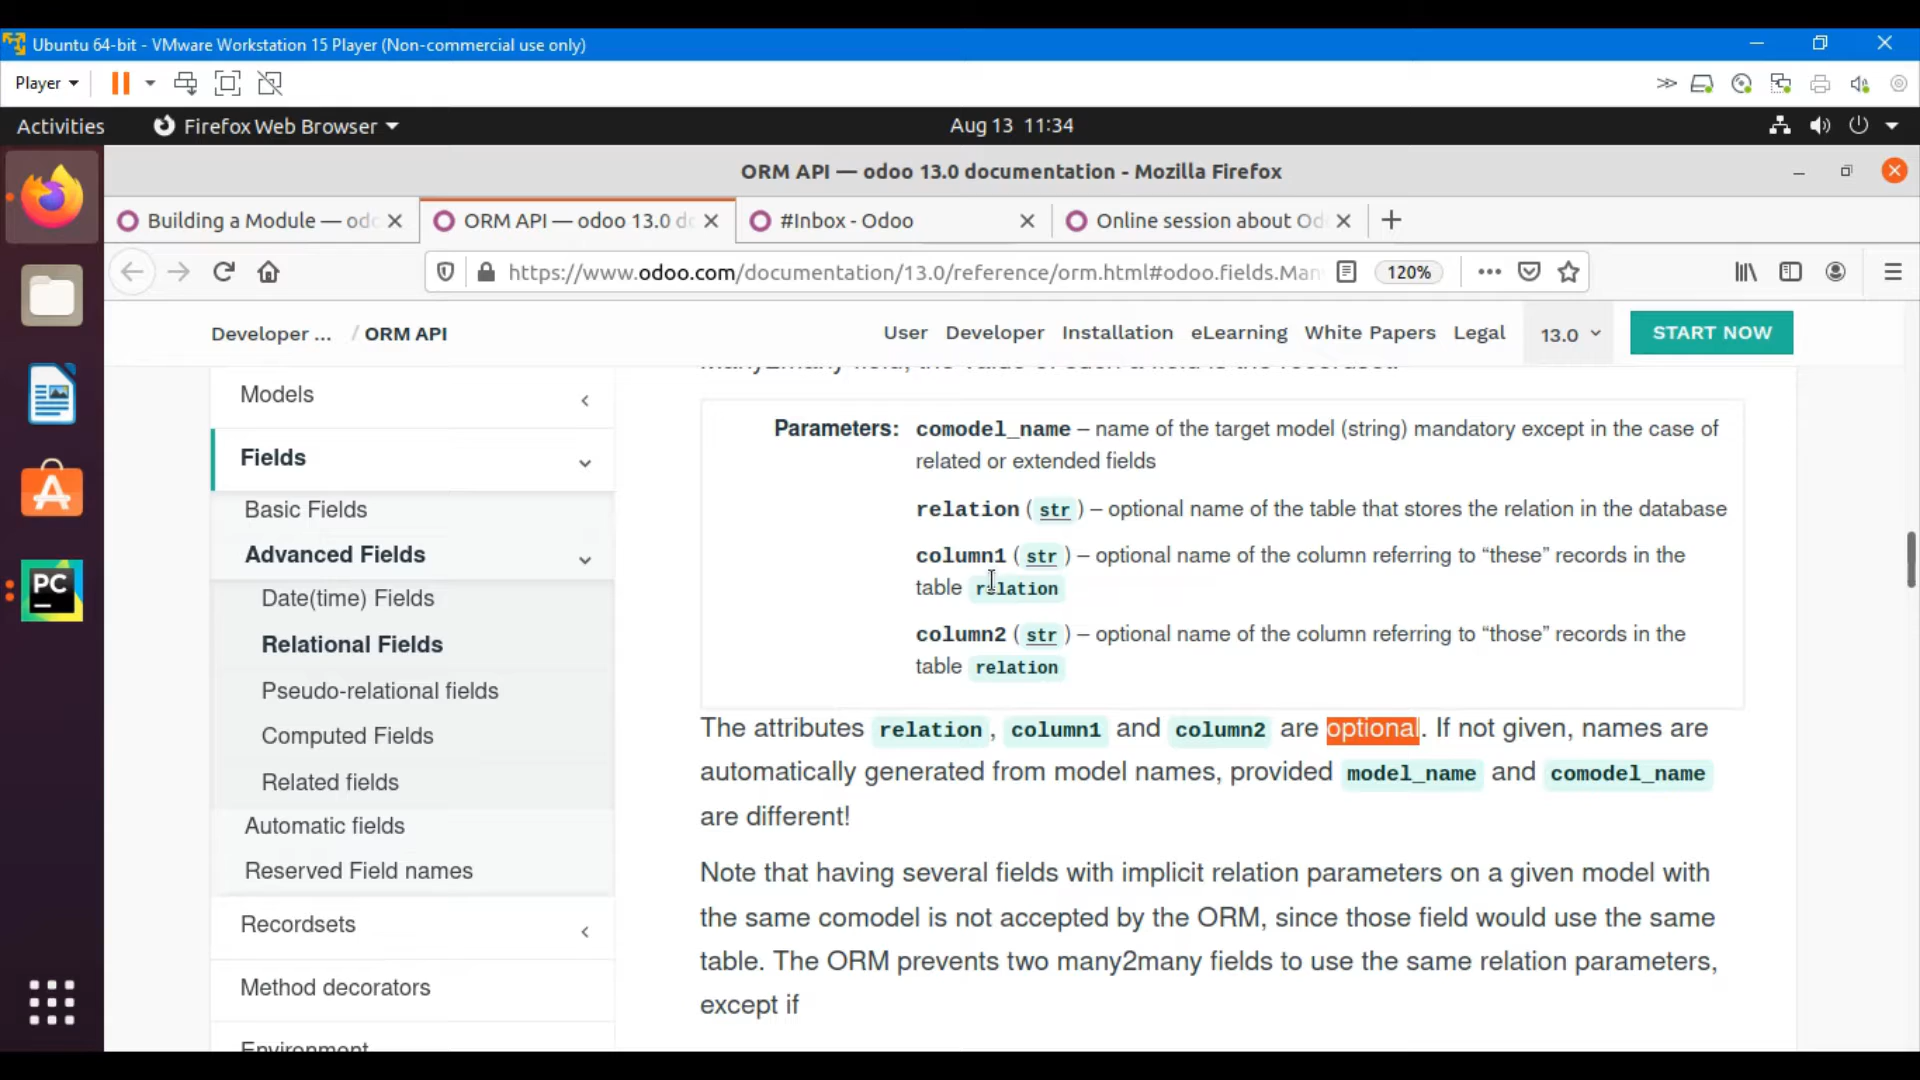 Ubuntu 64-bit - VMware Workstation 15 Player (Non-commercial use only)
Player
Activities
Firefox Web Browser
Aug 13 11:34
ORM API — odoo 13.0 documentation - Mozilla Firefox
Building a Module — odo
ORM API — odoo 13.0 do
#Inbox - Odoo
Online session about Od
https://www.odoo.com/documentation/13.0/reference/orm.html#odoo.fields.Man
120%
Developer ... / ORM API
User Developer Installation eLearning White Papers Legal
13.0
START NOW
Models
Fields
Basic Fields
Advanced Fields
Date(time) Fields
Relational Fields
Pseudo-relational fields
Computed Fields
Related fields
Automatic fields
Reserved Field names
Recordsets
Method decorators
Environment
Parameters: comodel_name – name of the target model (string) mandatory except in the case of
related or extended fields
relation (str) – optional name of the table that stores the relation in the database
column1 (str) – optional name of the column referring to “these” records in the
table relation
column2 (str) – optional name of the column referring to “those” records in the
table relation
The attributes relation, column1 and column2 are optional. If not given, names are
automatically generated from model names, provided model_name and comodel_name
are different!
Note that having several fields with implicit relation parameters on a given model with
the same comodel is not accepted by the ORM, since those field would use the same
table. The ORM prevents two many2many fields to use the same relation parameters,
except if
PC